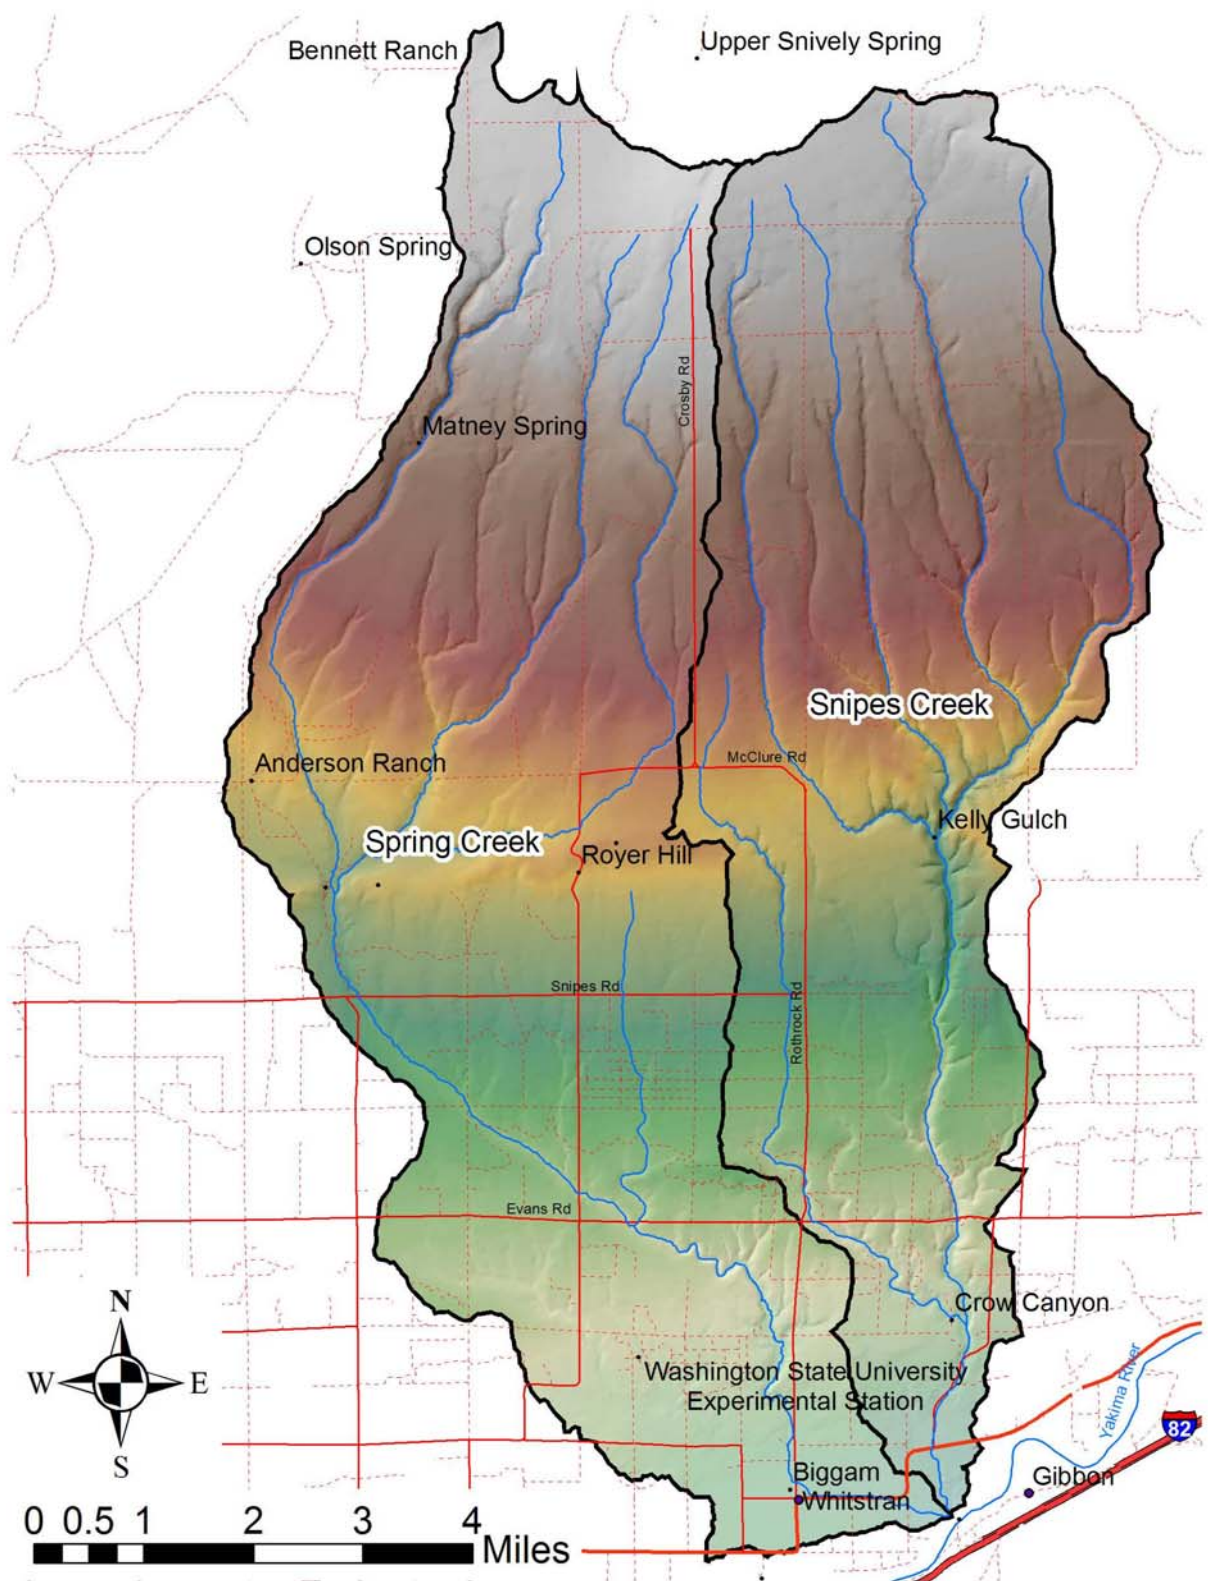 Upper Snively Spring
Bennett Ranch
Olson Spring
Crosby Rd
Matney Spring
Snipes Creek
McClure Rd
Anderson Ranch
Kelly Gulch
Spring Creek
Royer Hill
Snipes Rd
Rothrock Rd
Evans Rd
N
W E
S
Crow Canyon
Yakima River
Washington State University
Experimental Station
82
Biggam
Gibbon
Whitstran
0 0.5 1 2 3 4
Miles